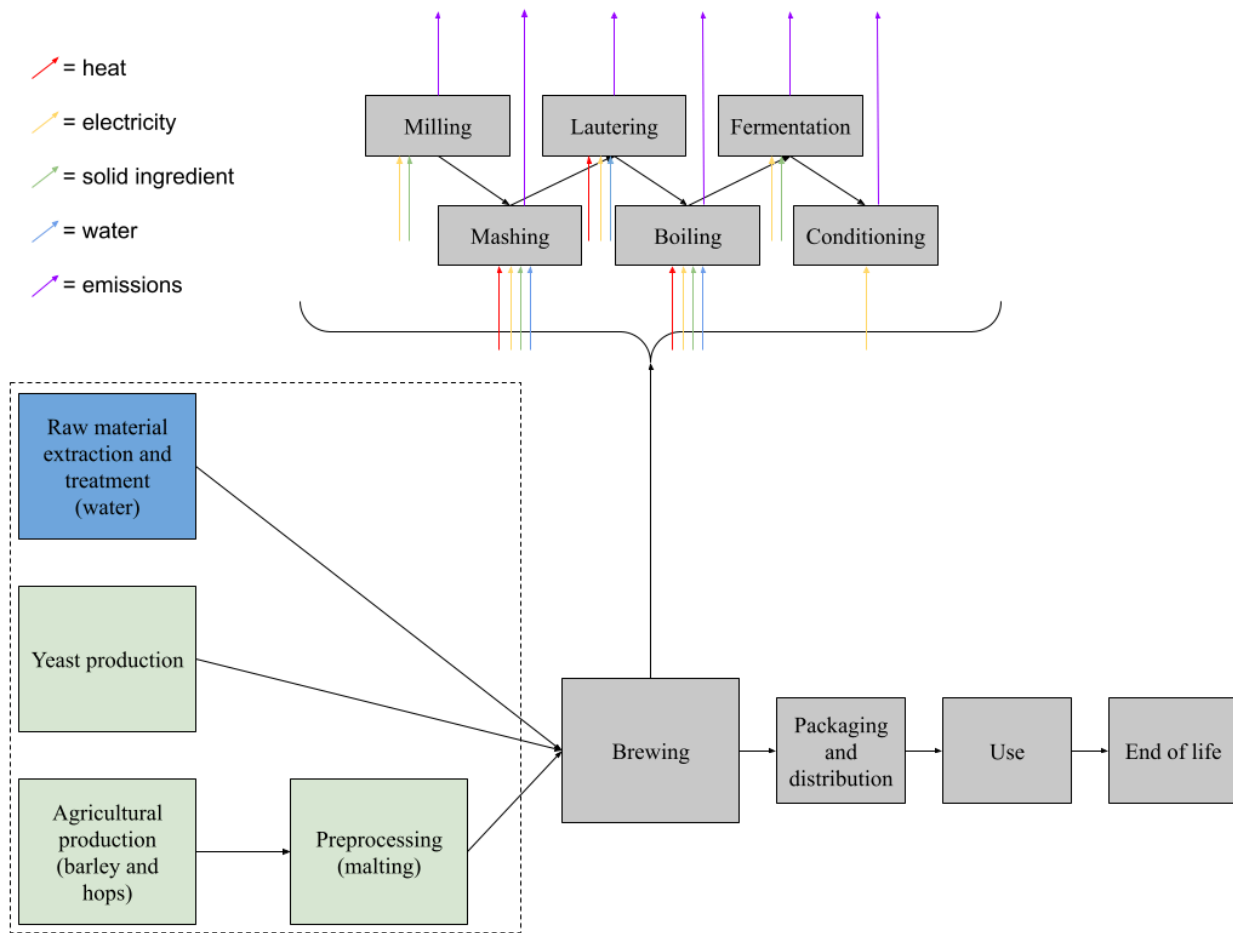 = heat
= electricity
= solid ingredient
= water
= emissions
Milling
Lautering
Fermentation
Mashing
Boiling
Conditioning
Raw material
extraction and
treatment
(water)
Yeast production
Agricultural
production
(barley and
hops)
Preprocessing
(malting)
Brewing
Packaging
and
distribution
Use
End of life